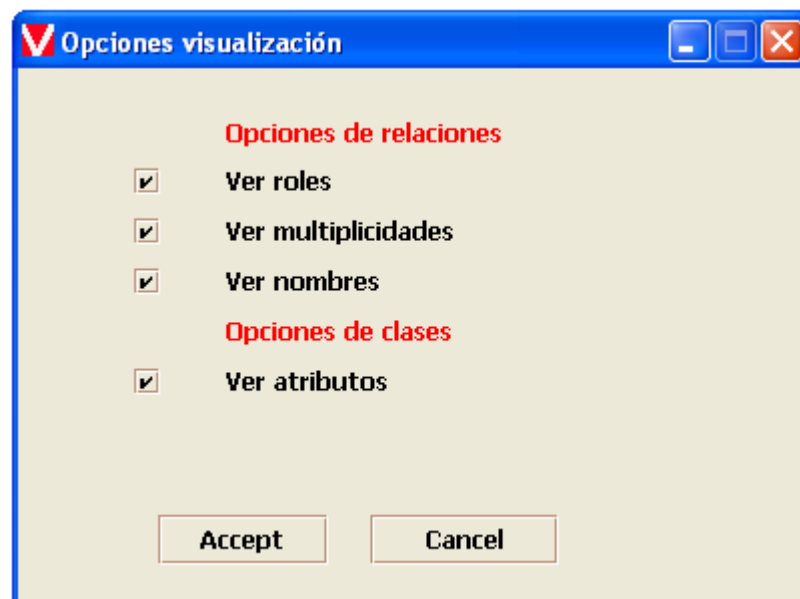 Opciones visualización
Opciones de relaciones
Ver roles
Ver multiplicidades
Ver nombres
Opciones de clases
Ver atributos
Accept Cancel